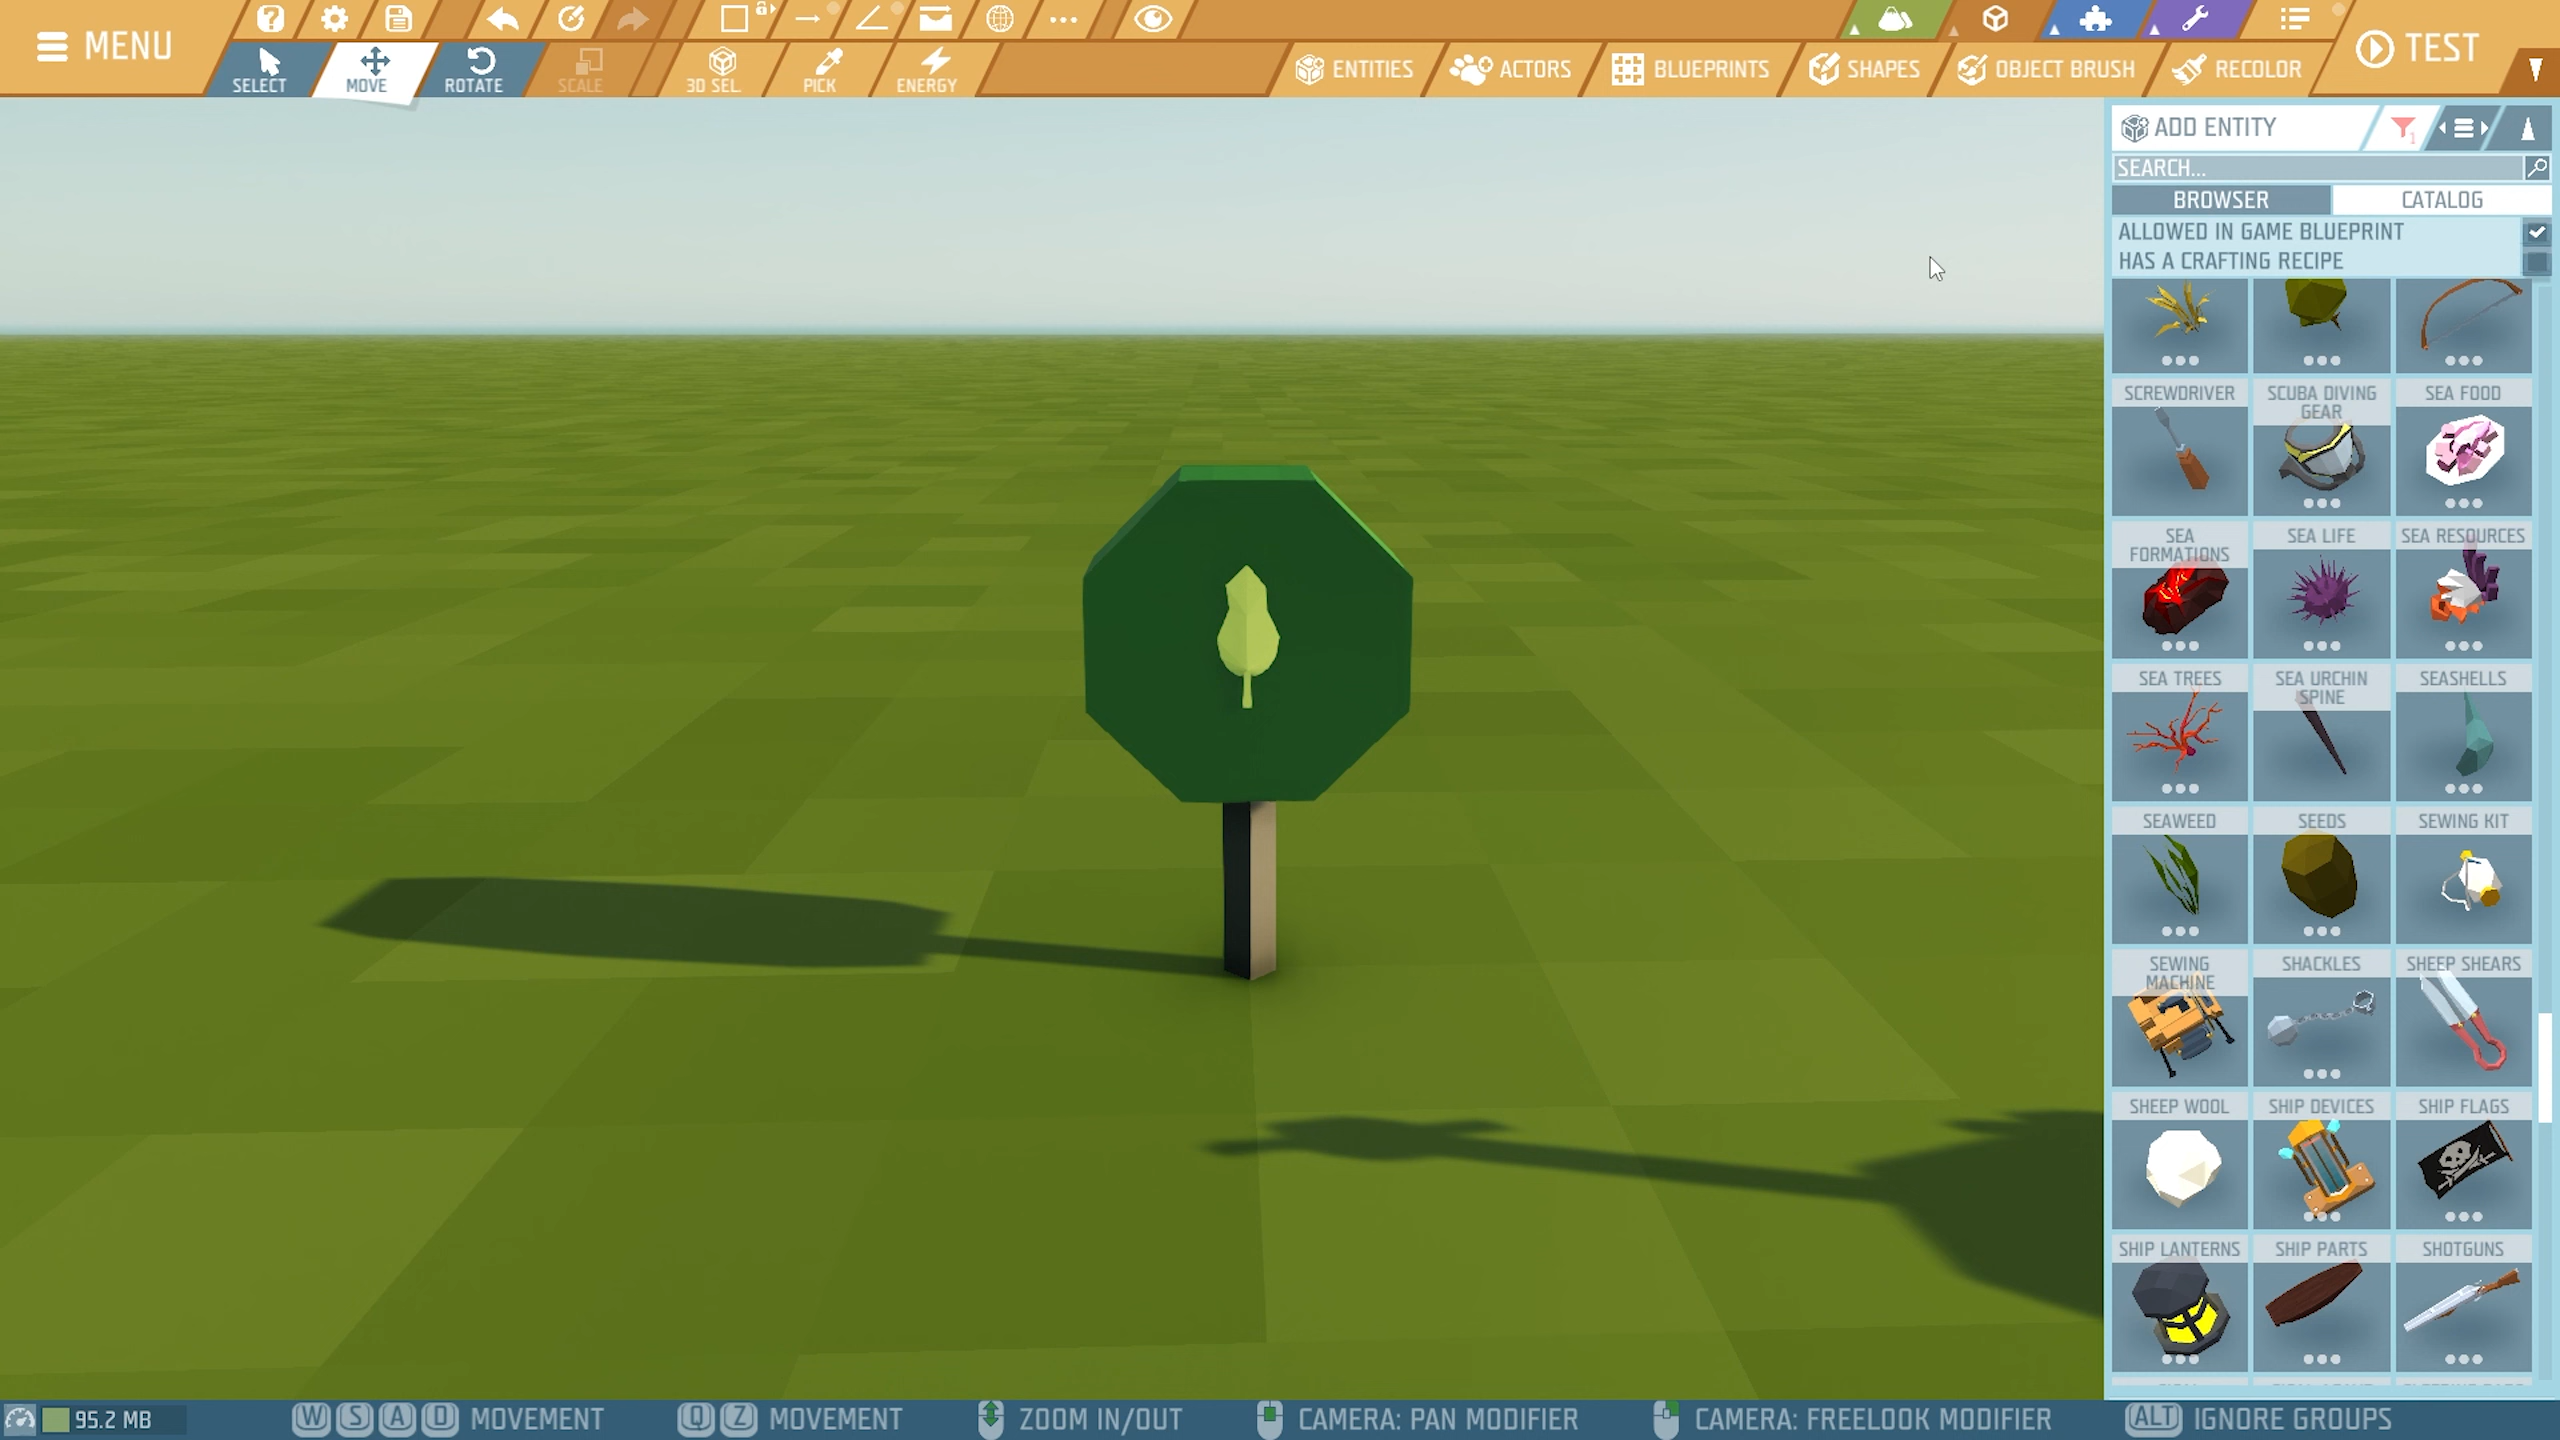 MENU
SELECT
MOVE
ROTATE
SCALE
3D SEL.
PICK
ENERGY
ENTITIES
ACTORS
BLUEPRINTS
SHAPES
OBJECT BRUSH
RECOLOR
TEST
ADD ENTITY
1
SEARCH...
BROWSER
CATALOG
ALLOWED IN GAME BLUEPRINT
HAS A CRAFTING RECIPE
SCREWDRIVER
SCUBA DIVING
GEAR
SEA FOOD
SEA
FORMATIONS
SEA LIFE
SEA RESOURCES
SEA TREES
SEA URCHIN
SPINE
SEASHELLS
SEAWEED
SEEDS
SEWING KIT
SEWING
MACHINE
SHACKLES
SHEEP SHEARS
SHEEP WOOL
SHIP DEVICES
SHIP FLAGS
SHIP LANTERNS
SHIP PARTS
SHOTGUNS
95.2 MB
W S A D MOVEMENT
Q Z MOVEMENT
ZOOM IN/OUT
CAMERA: PAN MODIFIER
CAMERA: FREELOOK MODIFIER
ALT IGNORE GROUPS